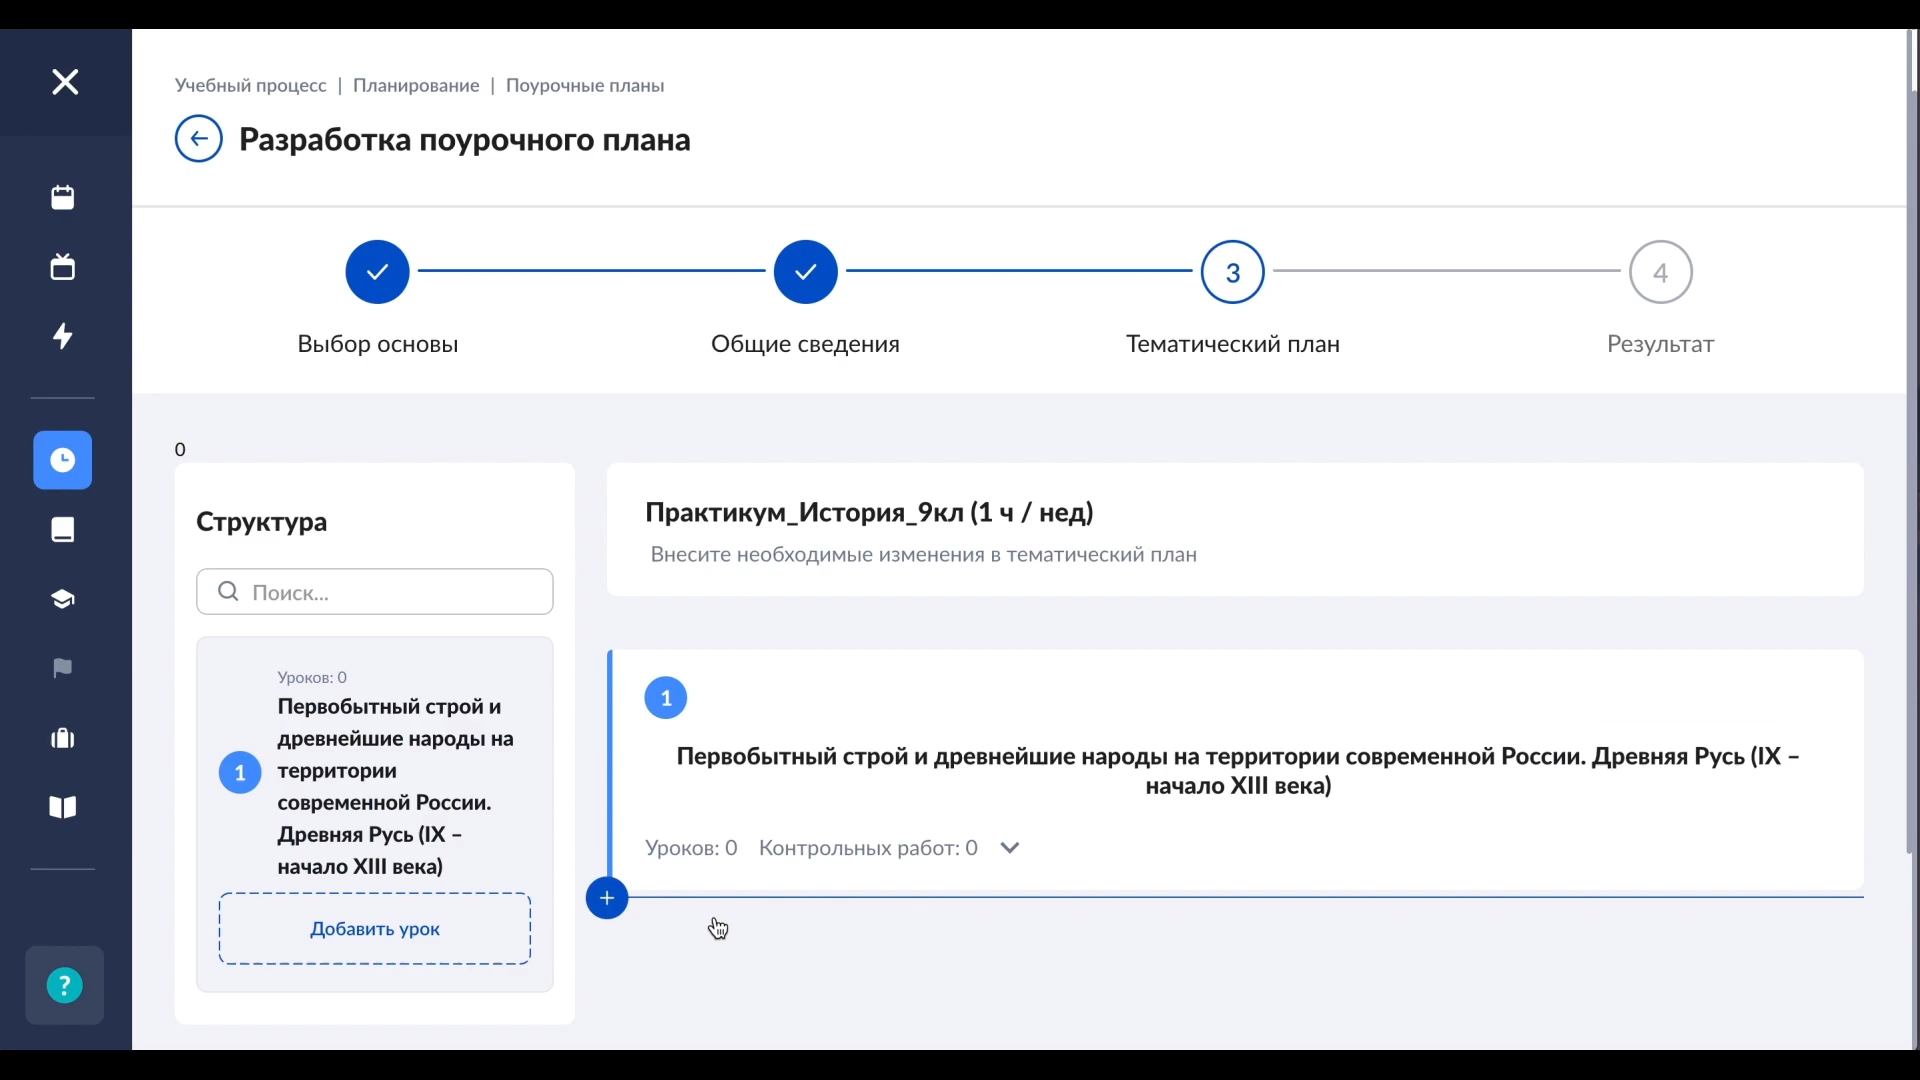 Учебный процесс | Планирование | Поурочные планы
Разработка поурочного плана
3
4
Выбор основы
Общие сведения
Тематический план
Результат
0
Структура
Поиск...
Уроков: 0
Первобытный строй и
древнейшие народы на
1
территории
современной России.
Древняя Русь (IX –
начало XIII века)
Добавить урок
Практикум_История_9кл (1 ч / нед)
Внесите необходимые изменения в тематический план
1
Первобытный строй и древнейшие народы на территории современной России. Древняя Русь (IX –
начало XIII века)
Уроков: 0 Контрольных работ: 0
+
?